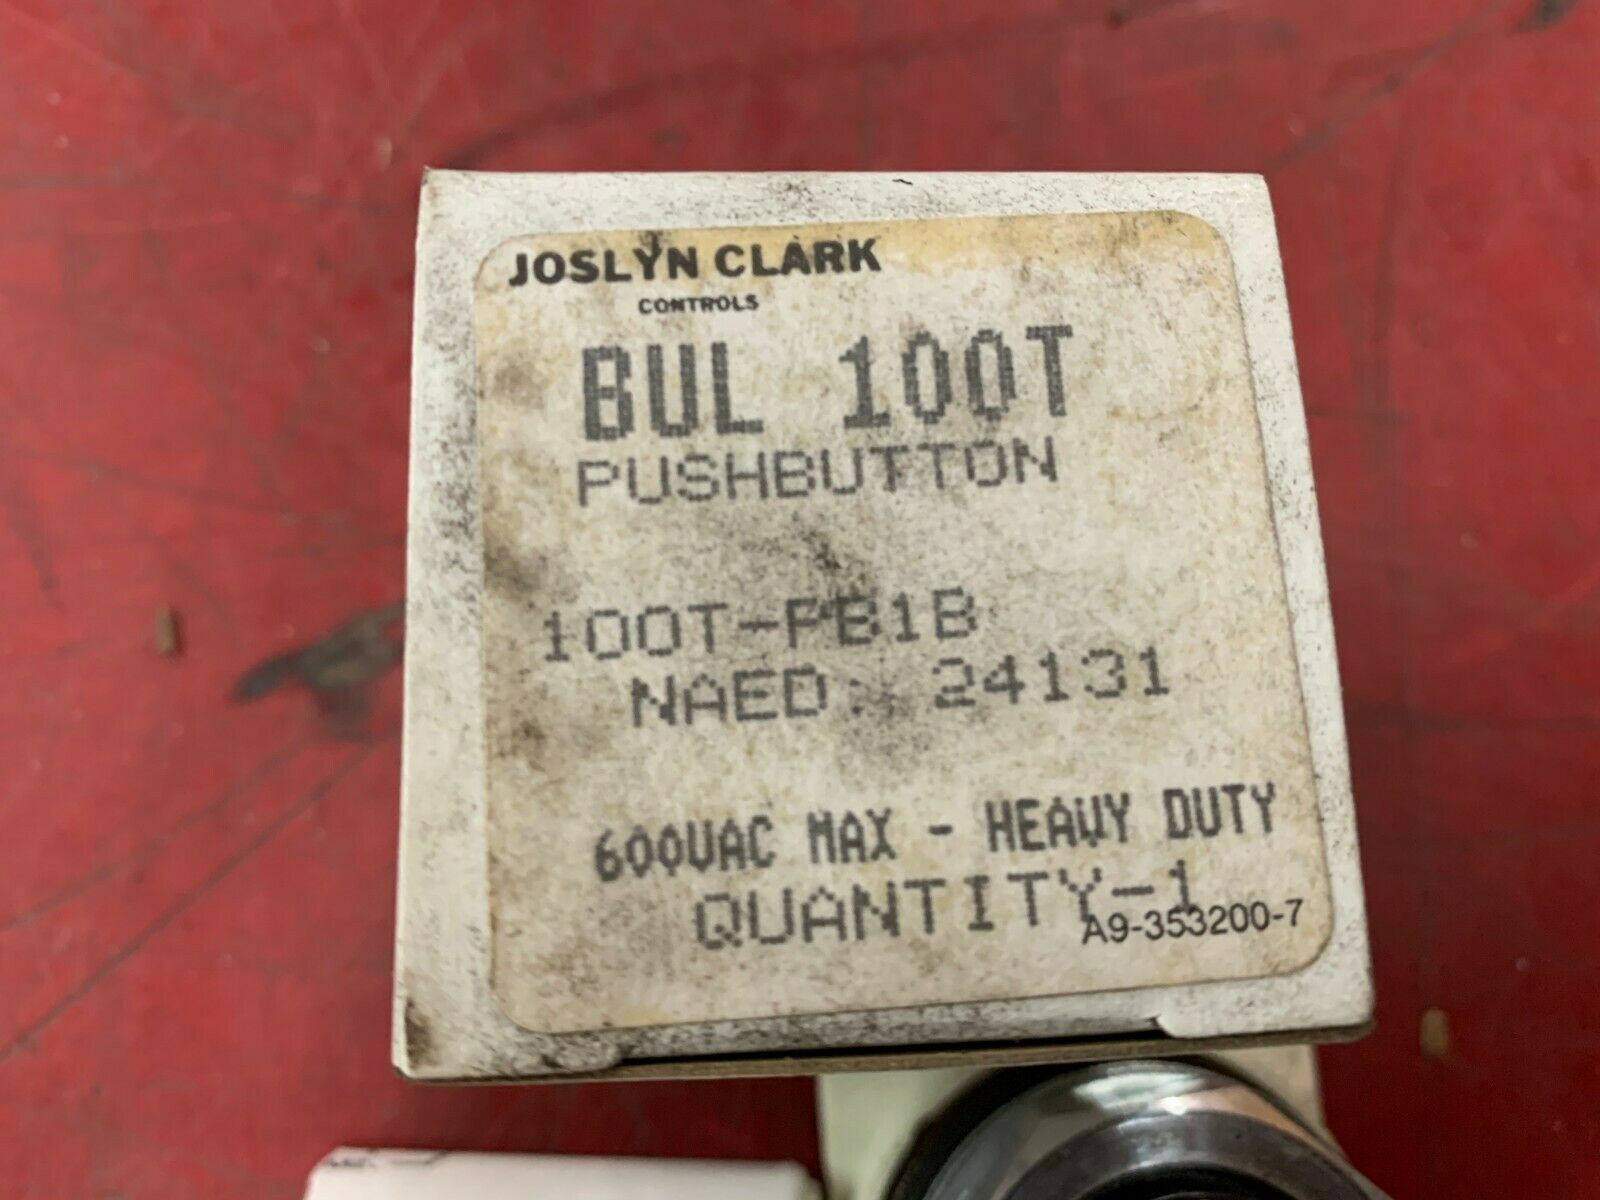 JOSLYN CLARK
CONTROLS
BUL 100T
PUSHBUTTON
100T-PB1B
NAED: 24131
600VAC MAX - HEAVY DUTY
QUANTITY-1
A9-353200-7